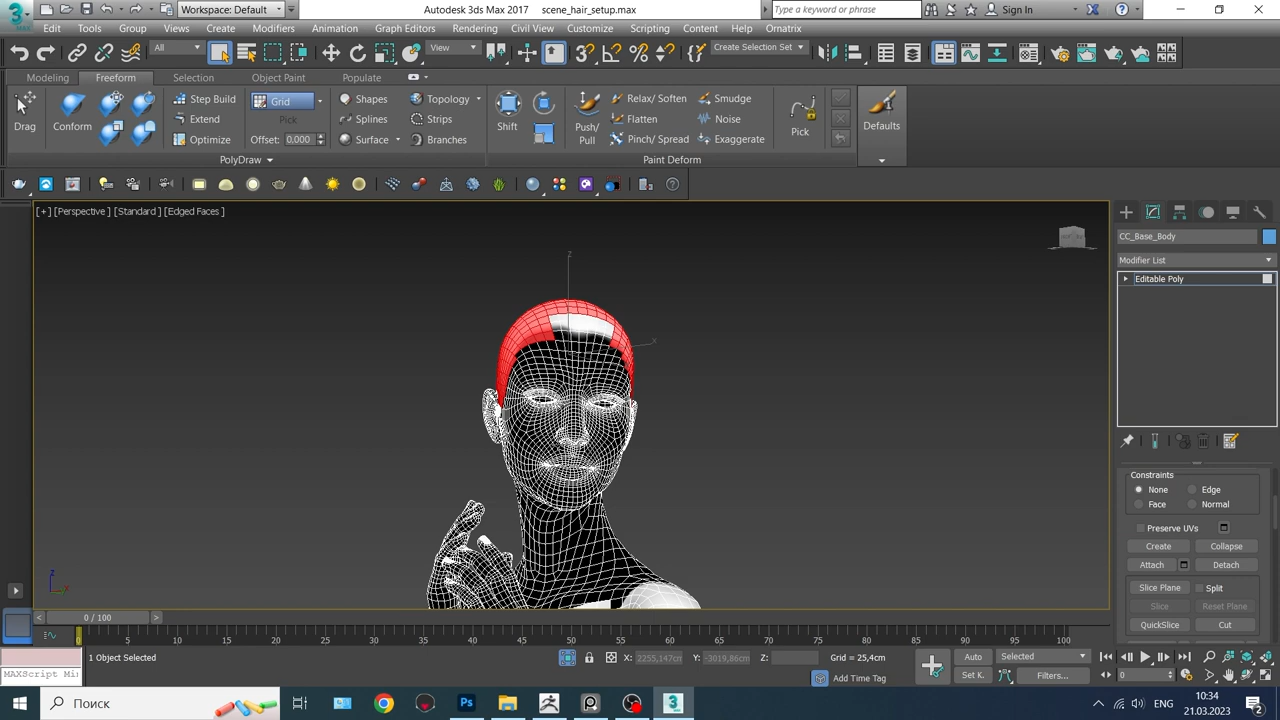 Workspace: Default
Autodesk 3ds Max 2017 scene_hair_setup.max
Type a keyword or phrase
Sign In
Edit Tools Group Views Create Modifiers Animation Graph Editors Rendering Civil View Customize Scripting Content Help Ornatrix
All
View
Create Selection Set
Modeling Freeform Selection Object Paint Populate
Drag
Conform
Step Build
Extend
Optimize
Grid
Pick
Offset: 0,000
Shapes
Splines
Surface
Topology
Strips
Branches
PolyDraw
Shift
Push/
Pull
Relax/ Soften
Flatten
Pinch/ Spread
Smudge
Noise
Exaggerate
Paint Deform
Pick
Defaults
[+] [Perspective ] [Standard ] [Edged Faces ]
z
x
CC_Base_Body
Modifier List
Editable Poly
Constraints
None Edge
Face Normal
Preserve UVs
Create Collapse
Attach Detach
Slice Plane Split
Slice Reset Plane
QuickSlice Cut
z
0 / 100
0 5 10 15 20 25 30 35 40 45 50 55 60 65 70 75 80 85 90 95 100
1 Object Selected
X: 2255,147cm Y: -3019,86cm Z:
Grid = 25,4cm
Auto Selected
MAXScript Mi:
Add Time Tag
Set K. Filters...
0
Поиск
ENG
10:34
21.03.2023
2